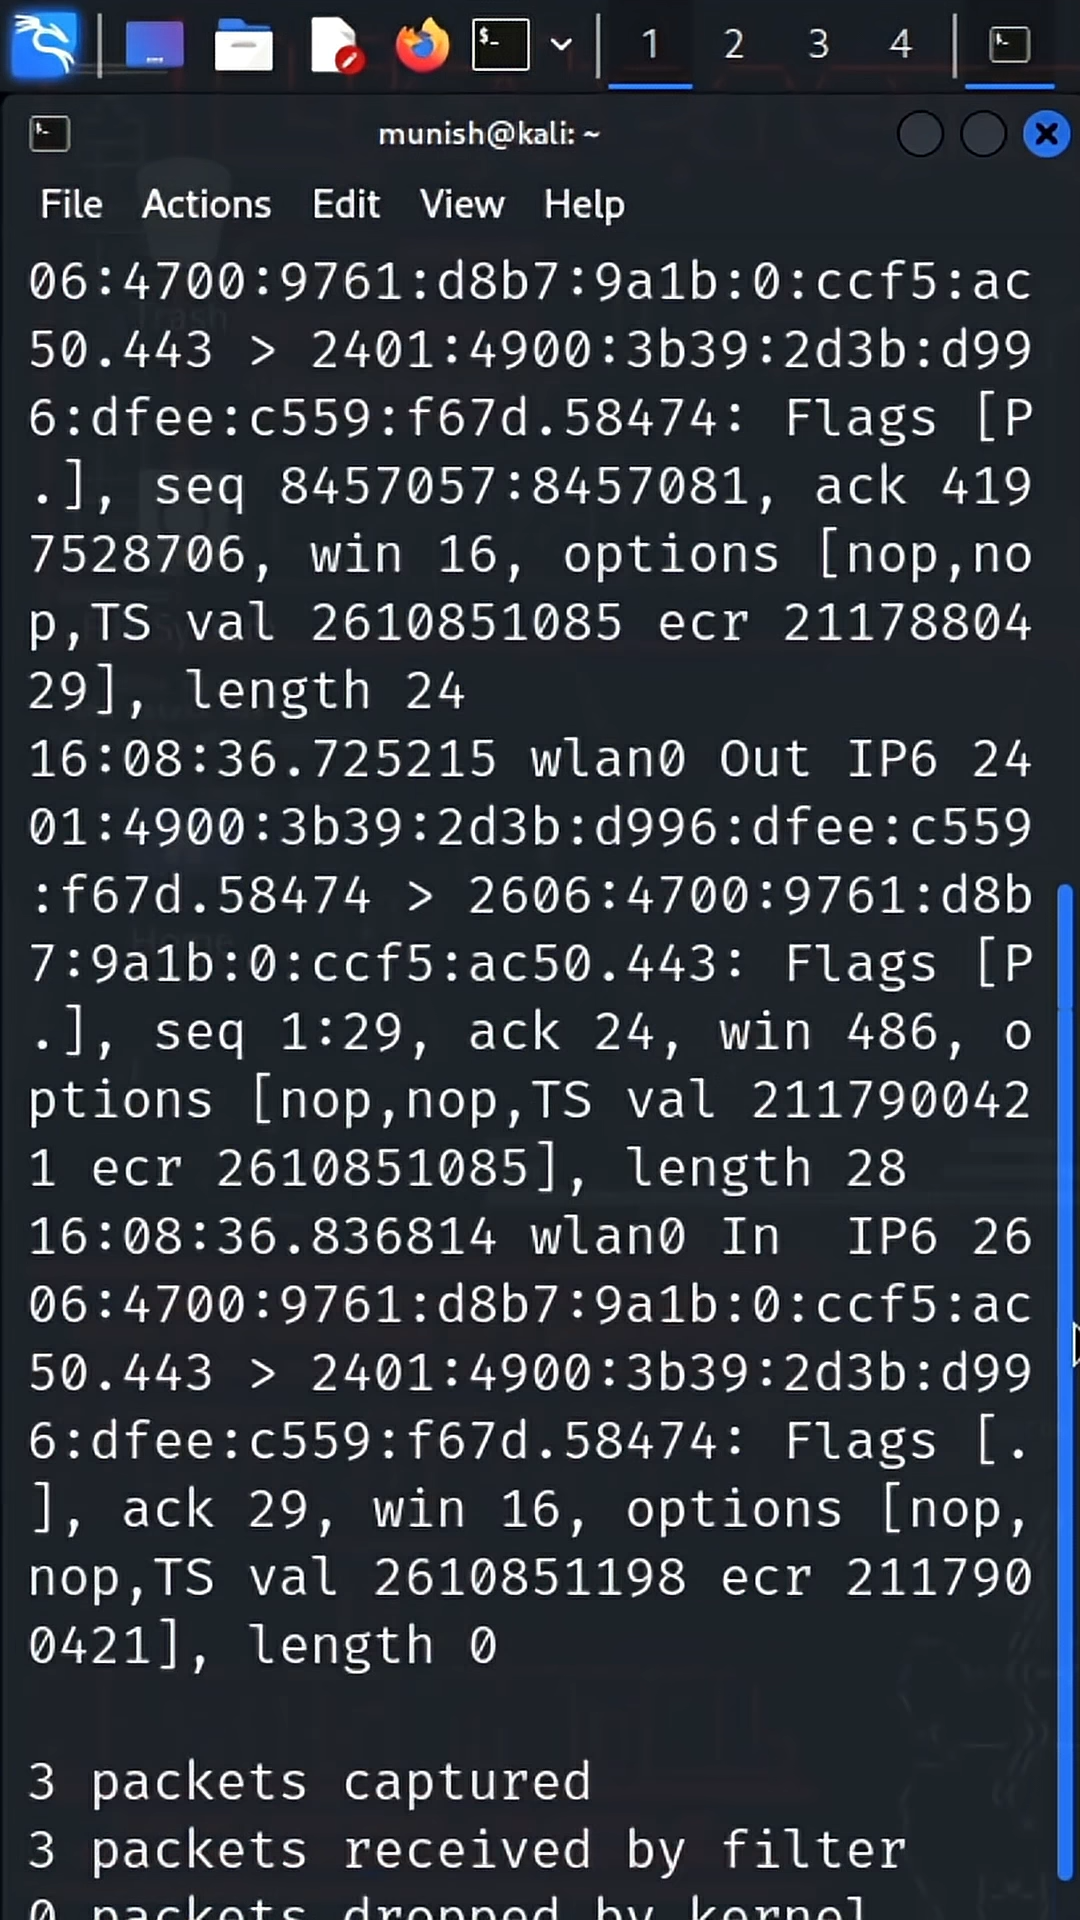 1 2 3 4
munish@kali: ~
File Actions Edit View Help
06:4700:9761:d8b7:9a1b:0:ccf5:ac
50.443 > 2401:4900:3b39:2d3b:d99
6:dfee:c559:f67d.58474: Flags [P
.], seq 8457057:8457081, ack 419
7528706, win 16, options [nop,no
p,TS val 2610851085 ecr 21178804
29], length 24
16:08:36.725215 wlan0 Out IP6 24
01:4900:3b39:2d3b:d996:dfee:c559
:f67d.58474 > 2606:4700:9761:d8b
7:9a1b:0:ccf5:ac50.443: Flags [P
.], seq 1:29, ack 24, win 486, o
ptions [nop,nop,TS val 211790042
1 ecr 2610851085], length 28
16:08:36.836814 wlan0 In  IP6 26
06:4700:9761:d8b7:9a1b:0:ccf5:ac
50.443 > 2401:4900:3b39:2d3b:d99
6:dfee:c559:f67d.58474: Flags [.
], ack 29, win 16, options [nop,
nop,TS val 2610851198 ecr 211790
0421], length 0
3 packets captured
3 packets received by filter
0 packets dropped by kernel